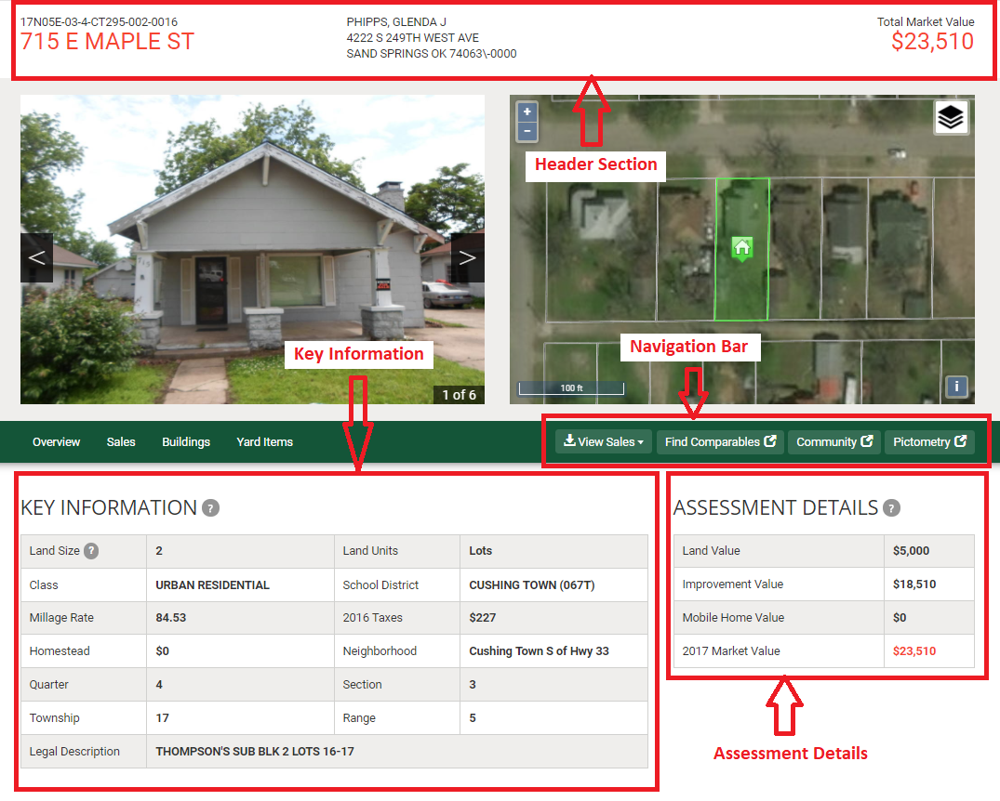 17N05E-03-4-CT295-002-0016
715 E MAPLE ST
PHIPPS, GLENDA J
4222 S 249TH WEST AVE
SAND SPRINGS OK 74063\-0000
Total Market Value
$23,510
+
−
Header Section
<
>
715
Key Information
Navigation Bar
1 of 6
100 ft
i
Overview Sales Buildings Yard Items View Sales Find Comparables Community Pictometry
KEY INFORMATION ?
Land Size ? 2 Land Units Lots
Class URBAN RESIDENTIAL School District CUSHING TOWN (067T)
Millage Rate 84.53 2016 Taxes $227
Homestead $0 Neighborhood Cushing Town S of Hwy 33
Quarter 4 Section 3
Township 17 Range 5
Legal Description THOMPSON'S SUB BLK 2 LOTS 16-17
ASSESSMENT DETAILS ?
Land Value $5,000
Improvement Value $18,510
Mobile Home Value $0
2017 Market Value $23,510
Assessment Details